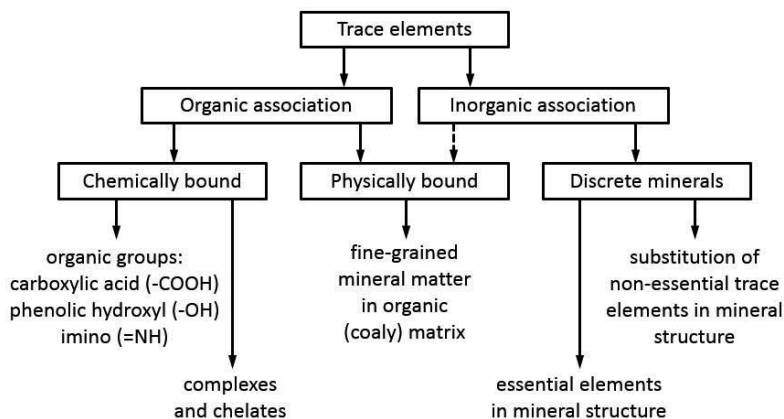 Trace elements
Organic association
Inorganic association
Chemically bound
Physically bound
Discrete minerals
organic groups:
carboxylic acid (-COOH)
phenolic hydroxyl (-OH)
imino (=NH)
fine-grained
mineral matter
in organic
(coaly) matrix
substitution of
non-essential trace
elements in mineral
structure
complexes
and chelates
essential elements
in mineral structure